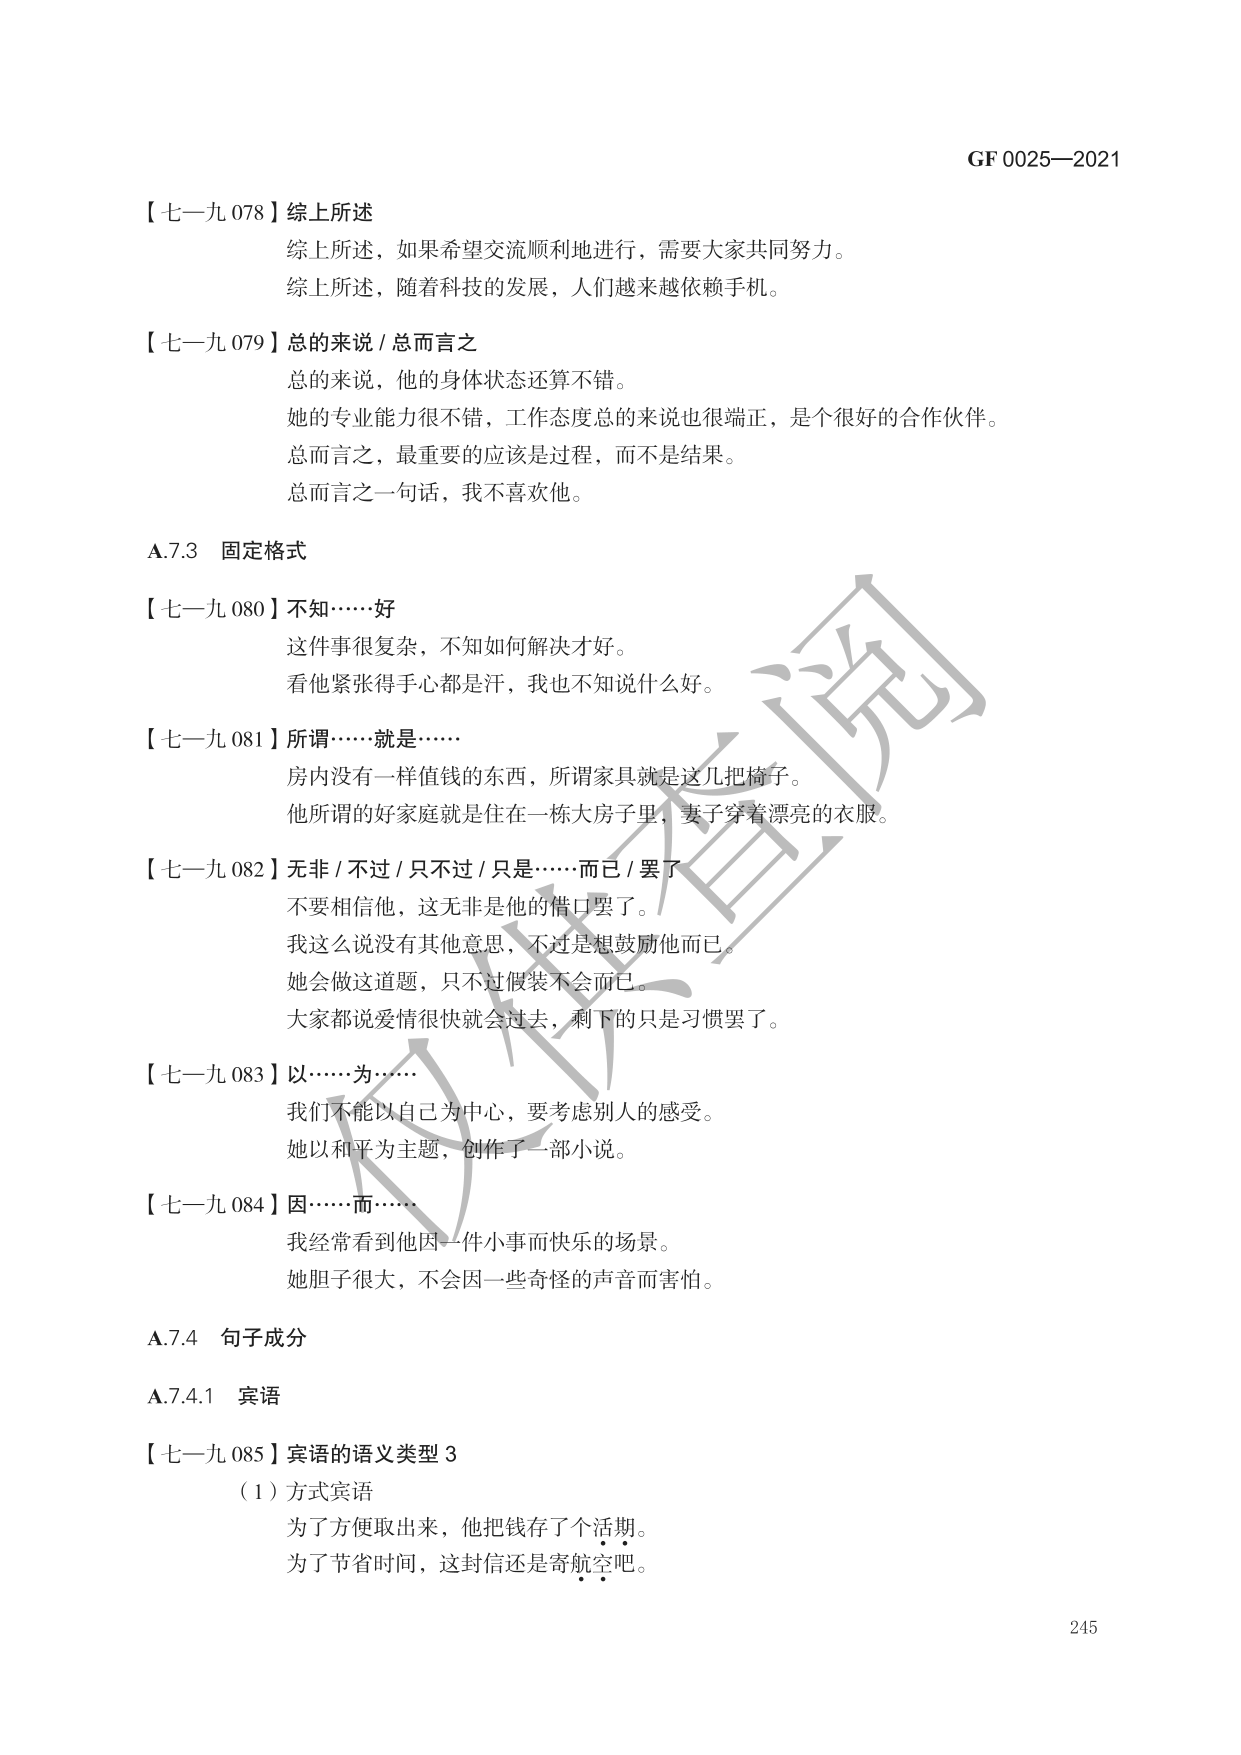 GF 0025—2021
【七—九 078】综上所述
综上所述，如果希望交流顺利地进行，需要大家共同努力。
综上所述，随着科技的发展，人们越来越依赖手机。
【七—九 079】总的来说 / 总而言之
总的来说，他的身体状态还算不错。
她的专业能力很不错，工作态度总的来说也很端正，是个很好的合作伙伴。
总而言之，最重要的应该是过程，而不是结果。
总而言之一句话，我不喜欢他。
A.7.3 固定格式
【七—九 080】不知……好
这件事很复杂，不知如何解决才好。
看他紧张得手心都是汗，我也不知说什么好。
【七—九 081】所谓……就是……
房内没有一样值钱的东西，所谓家具就是这几把椅子。
他所谓的好家庭就是住在一栋大房子里，妻子穿着漂亮的衣服。
【七—九 082】无非 / 不过 / 只不过 / 只是……而已 / 罢了
不要相信他，这无非是他的借口罢了。
我这么说没有其他意思，不过是想鼓励他而已。
她会做这道题，只不过假装不会而已。
大家都说爱情很快就会过去，剩下的只是习惯罢了。
【七—九 083】以……为……
我们不能以自己为中心，要考虑别人的感受。
她以和平为主题，创作了一部小说。
【七—九 084】因……而……
我经常看到他因一件小事而快乐的场景。
她胆子很大，不会因一些奇怪的声音而害怕。
A.7.4 句子成分
A.7.4.1 宾语
【七—九 085】宾语的语义类型 3
（1）方式宾语
为了方便取出来，他把钱存了个活期。
为了节省时间，这封信还是寄航空吧。
245
仅供查阅